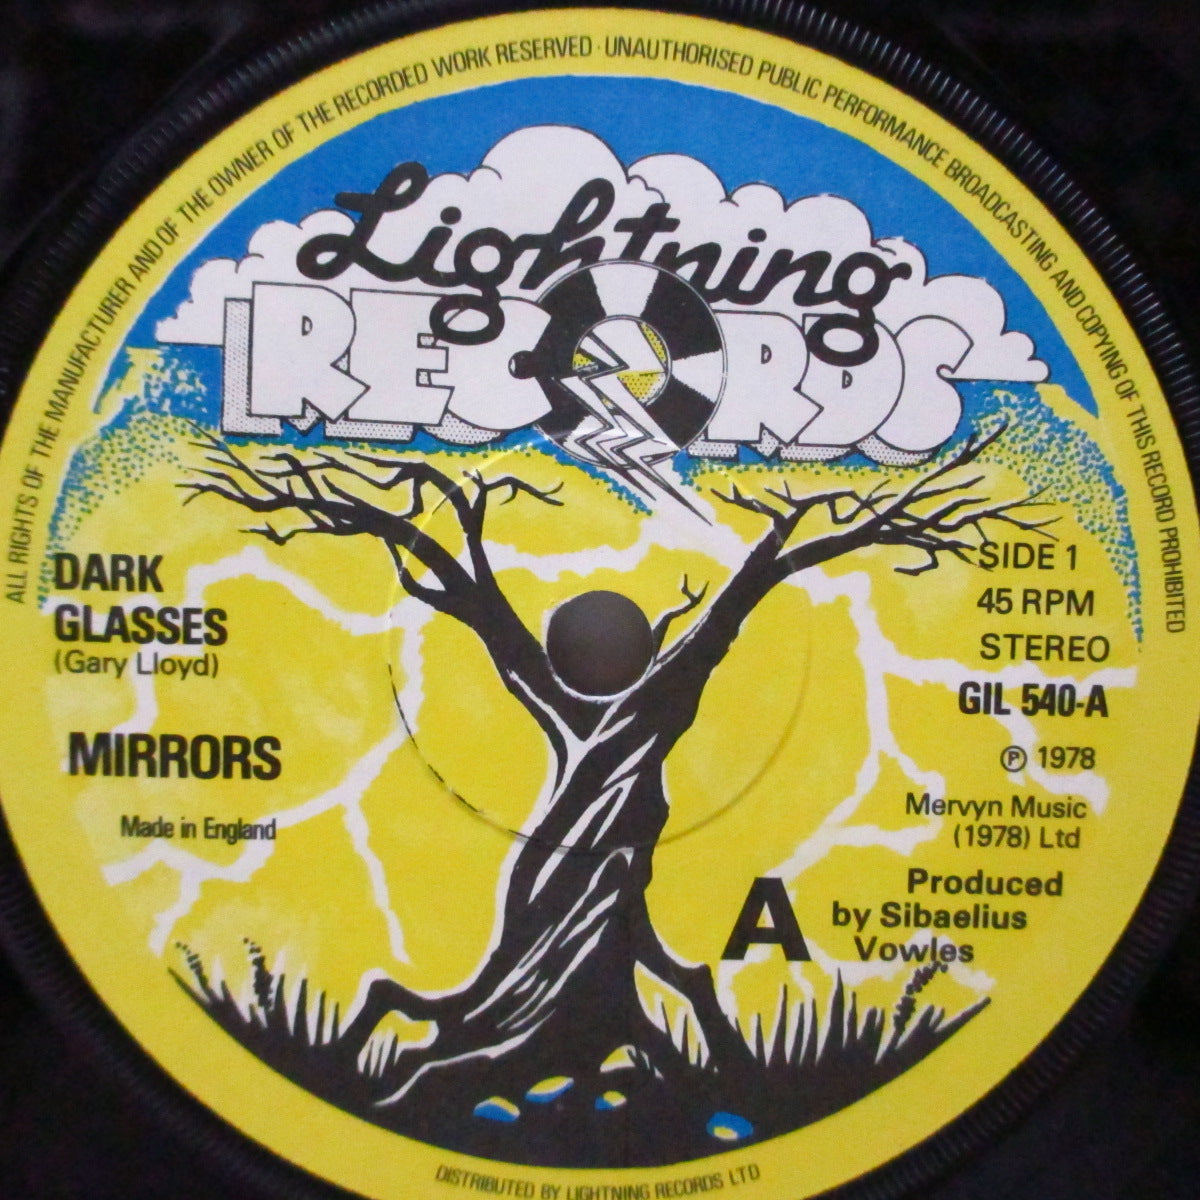 ALL RIGHTS OF THE MANUFACTURER AND OF THE OWNER OF THE RECORDED WORK RESERVED · UNAUTHORISED PUBLIC PERFORMANCE BROADCASTING AND COPYING OF THIS RECORD PROHIBITED
Lightning
RECORDS
DARK
GLASSES
(Gary Lloyd)
MIRRORS
Made in England
SIDE 1
45 RPM
STEREO
GIL 540-A
℗ 1978
Mervyn Music
(1978) Ltd
A
Produced
by Sibaelius
Vowles
DISTRIBUTED BY LIGHTNING RECORDS LTD